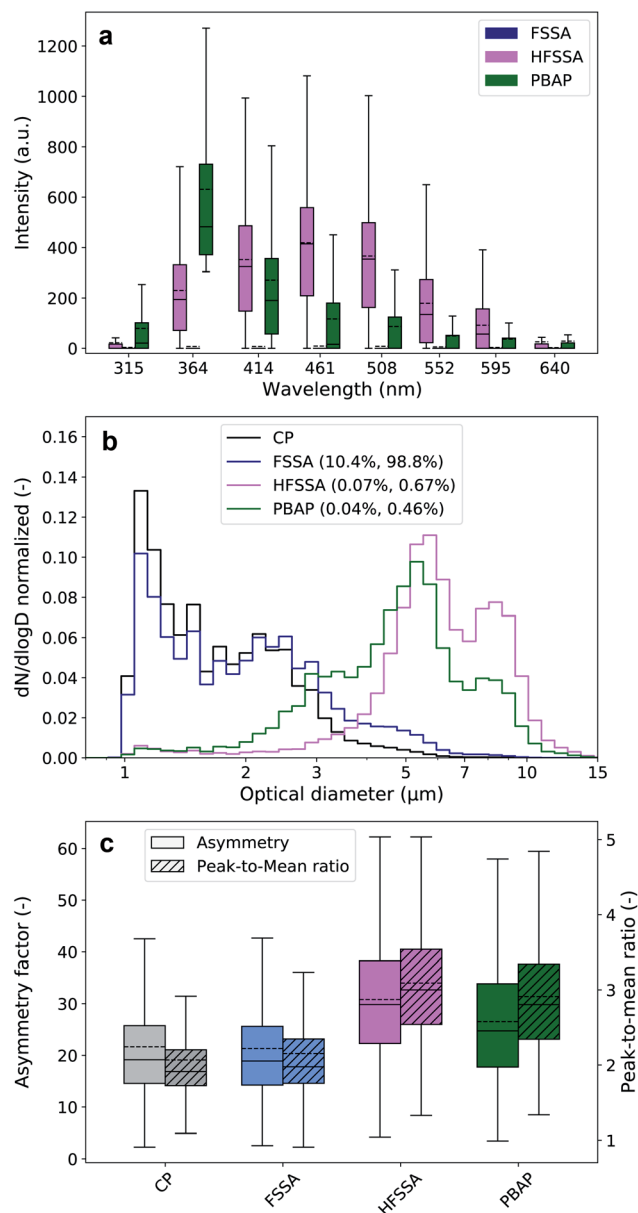 a
FSSA
HFSSA
PBAP
Intensity (a.u.)
1200
1000
800
600
400
200
0
315 364 414 461 508 552 595 640
Wavelength (nm)
b
CP
FSSA (10.4%, 98.8%)
HFSSA (0.07%, 0.67%)
PBAP (0.04%, 0.46%)
dN/dlogD normalized (-)
0.16
0.14
0.12
0.10
0.08
0.06
0.04
0.02
0.00
1 2 3 5 7 10 15
Optical diameter (μm)
c
Asymmetry
Peak-to-Mean ratio
Asymmetry factor (-)
60
50
40
30
20
10
0
5
4
3
2
1
Peak-to-mean ratio (-)
CP FSSA HFSSA PBAP